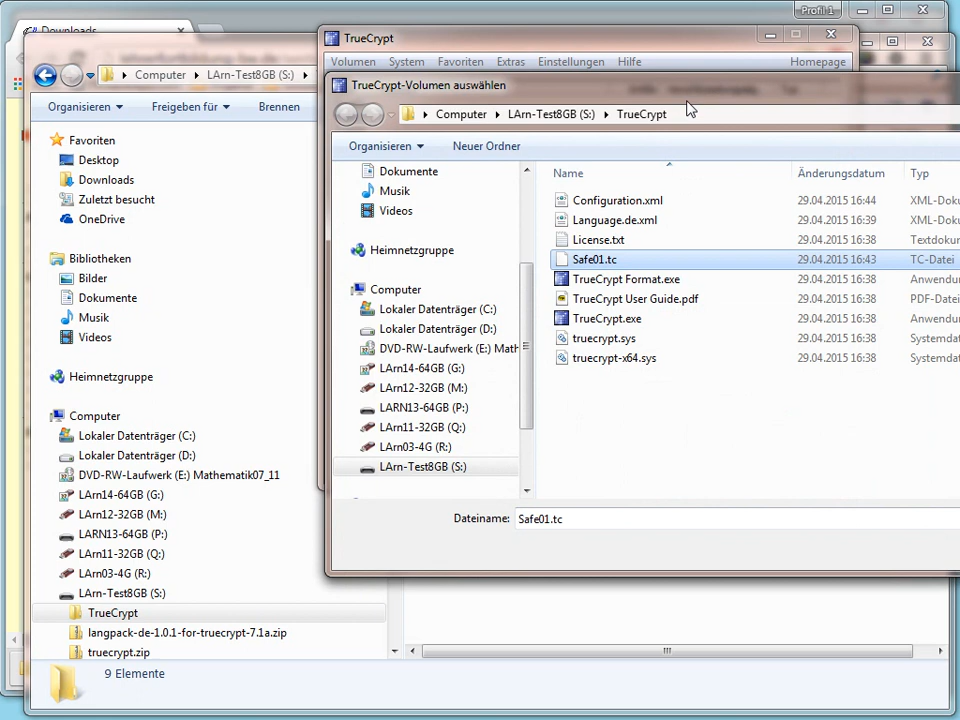 Profil 1
Downloads
TrueCrypt
Volumen System Favoriten Extras Einstellungen Hilfe Homepage
Computer LArn-Test8GB (S:)
TrueCrypt-Volumen auswählen
Computer LArn-Test8GB (S:) TrueCrypt
Organisieren Freigeben für Brennen
Organisieren Neuer Ordner
Favoriten
Desktop
Downloads
Zuletzt besucht
OneDrive
Bibliotheken
Bilder
Dokumente
Musik
Videos
Heimnetzgruppe
Computer
Lokaler Datenträger (C:)
Lokaler Datenträger (D:)
DVD-RW-Laufwerk (E:) Mathematik07_11
LArn14-64GB (G:)
LArn12-32GB (M:)
LARN13-64GB (P:)
LArn11-32GB (Q:)
LArn03-4G (R:)
LArn-Test8GB (S:)
TrueCrypt
langpack-de-1.0.1-for-truecrypt-7.1a.zip
truecrypt.zip
9 Elemente
Dokumente
Musik
Videos
Heimnetzgruppe
Computer
Lokaler Datenträger (C:)
Lokaler Datenträger (D:)
DVD-RW-Laufwerk (E:) Math
LArn14-64GB (G:)
LArn12-32GB (M:)
LARN13-64GB (P:)
LArn11-32GB (Q:)
LArn03-4G (R:)
LArn-Test8GB (S:)
Name Änderungsdatum Typ
Configuration.xml 29.04.2015 16:44 XML-Doku
Language.de.xml 29.04.2015 16:39 XML-Doku
License.txt 29.04.2015 16:38 Textdokum
Safe01.tc 29.04.2015 16:43 TC-Datei
TrueCrypt Format.exe 29.04.2015 16:38 Anwendu
TrueCrypt User Guide.pdf 29.04.2015 16:38 PDF-Datei
TrueCrypt.exe 29.04.2015 16:38 Anwendu
truecrypt.sys 29.04.2015 16:38 Systemdat
truecrypt-x64.sys 29.04.2015 16:38 Systemdat
Dateiname: Safe01.tc